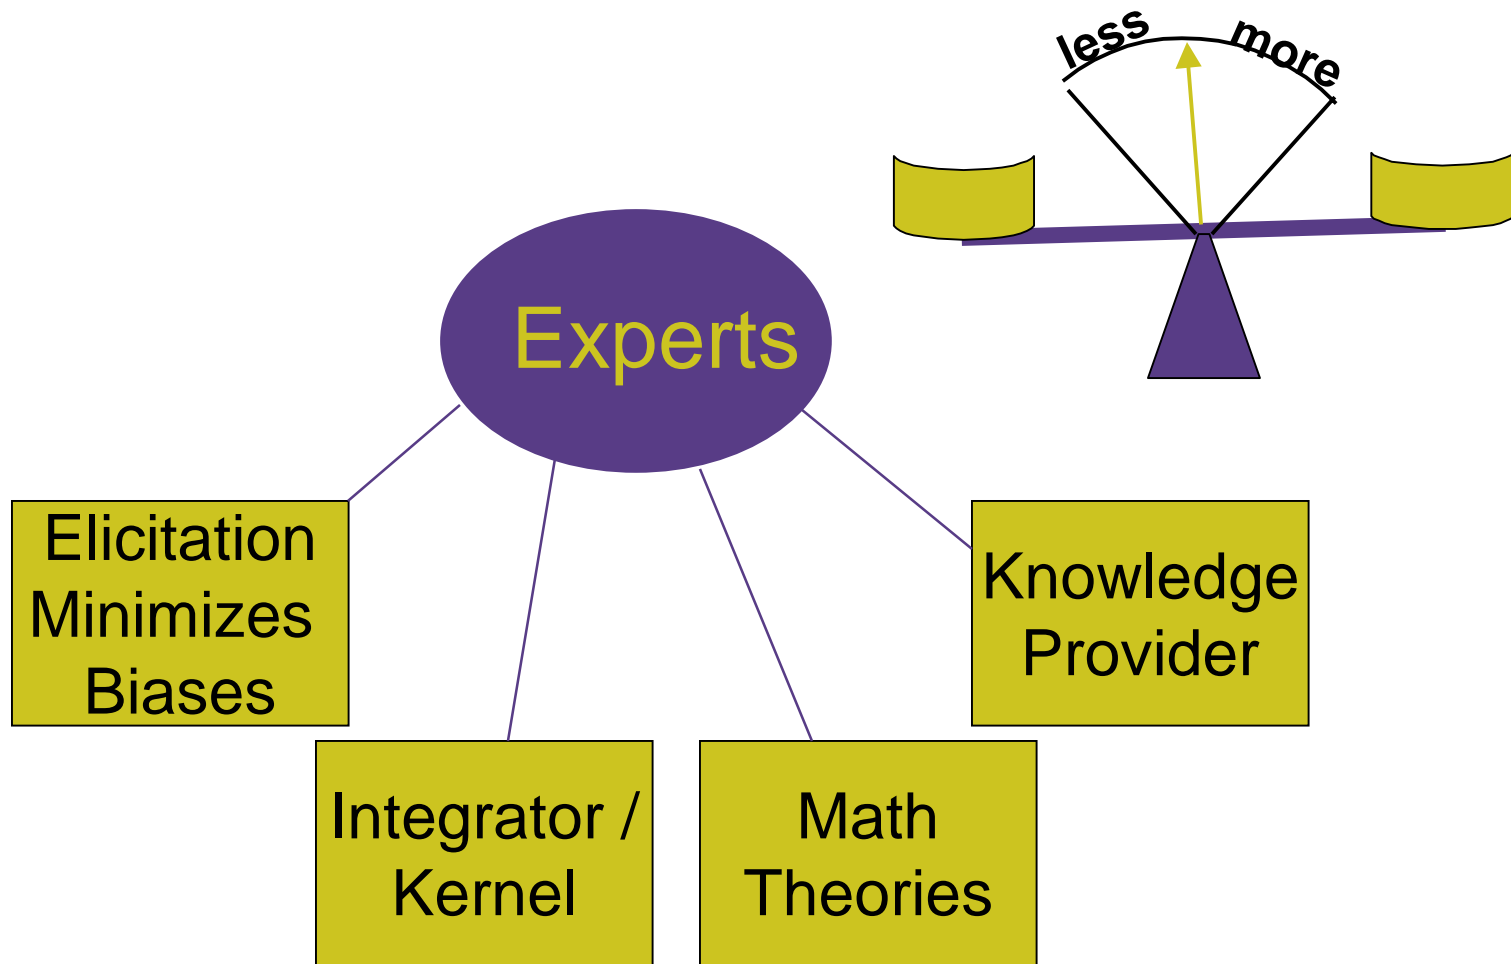 less
more
Experts
Elicitation
Minimizes
Biases
Knowledge
Provider
Integrator /
Kernel
Math
Theories